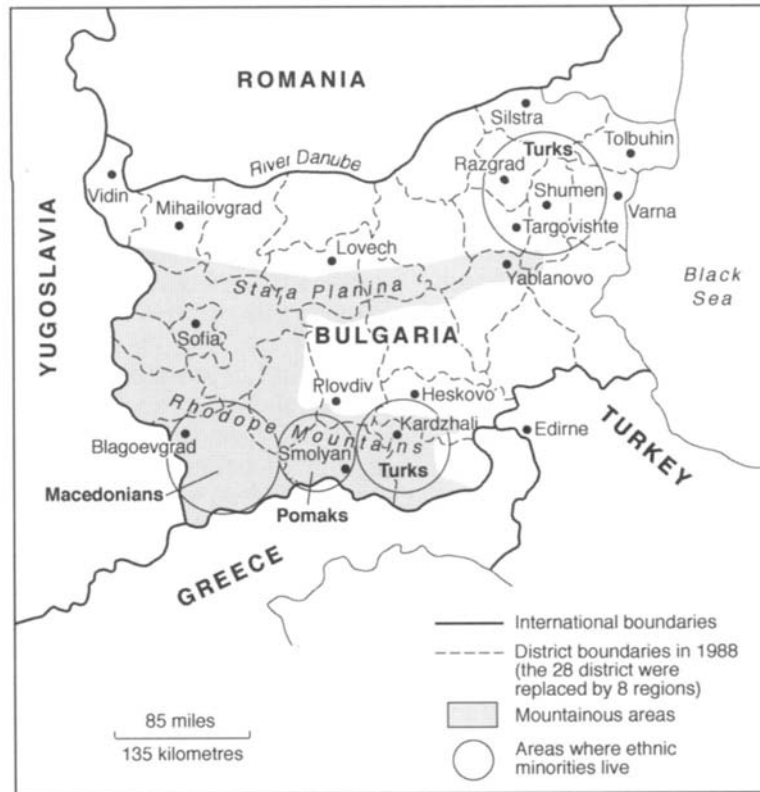 ROMANIA
Silstra
Tolbuhin
River Danube
Turks
Razgrad
Vidin
Shumen
Mihailovgrad
Varna
Lovech
Targovishte
YUGOSLAVIA
Stara Planina
Yablanovo
Black
Sea
Sofia
BULGARIA
Plovdiv
Heskovo
Rhodope Mountains
Kardzhali
TURKEY
Blagoevgrad
Edirne
Smolyan
Turks
Macedonians
Pomaks
GREECE
International boundaries
District boundaries in 1988
(the 28 district were
replaced by 8 regions)
85 miles
Mountainous areas
135 kilometres
Areas where ethnic
minorities live